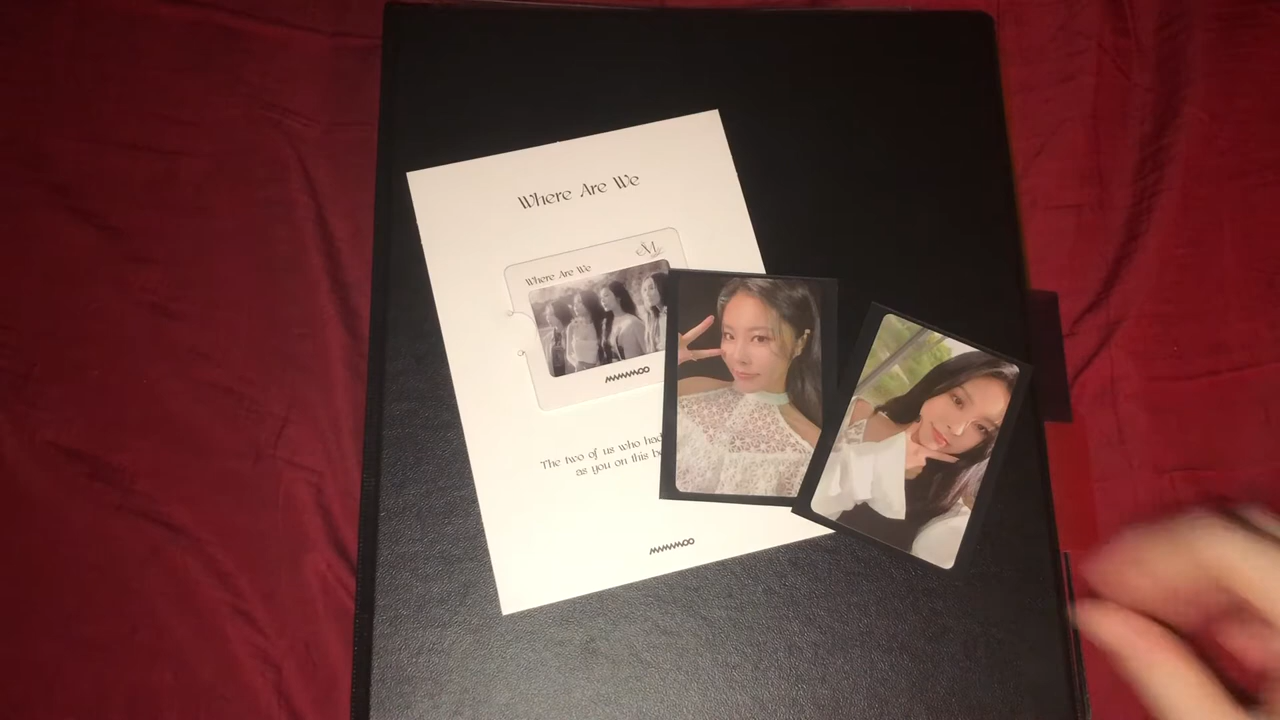 Where Are We
M
Where Are We
MAMAMOO
The two of us who had
as you on this
MAMAMOO